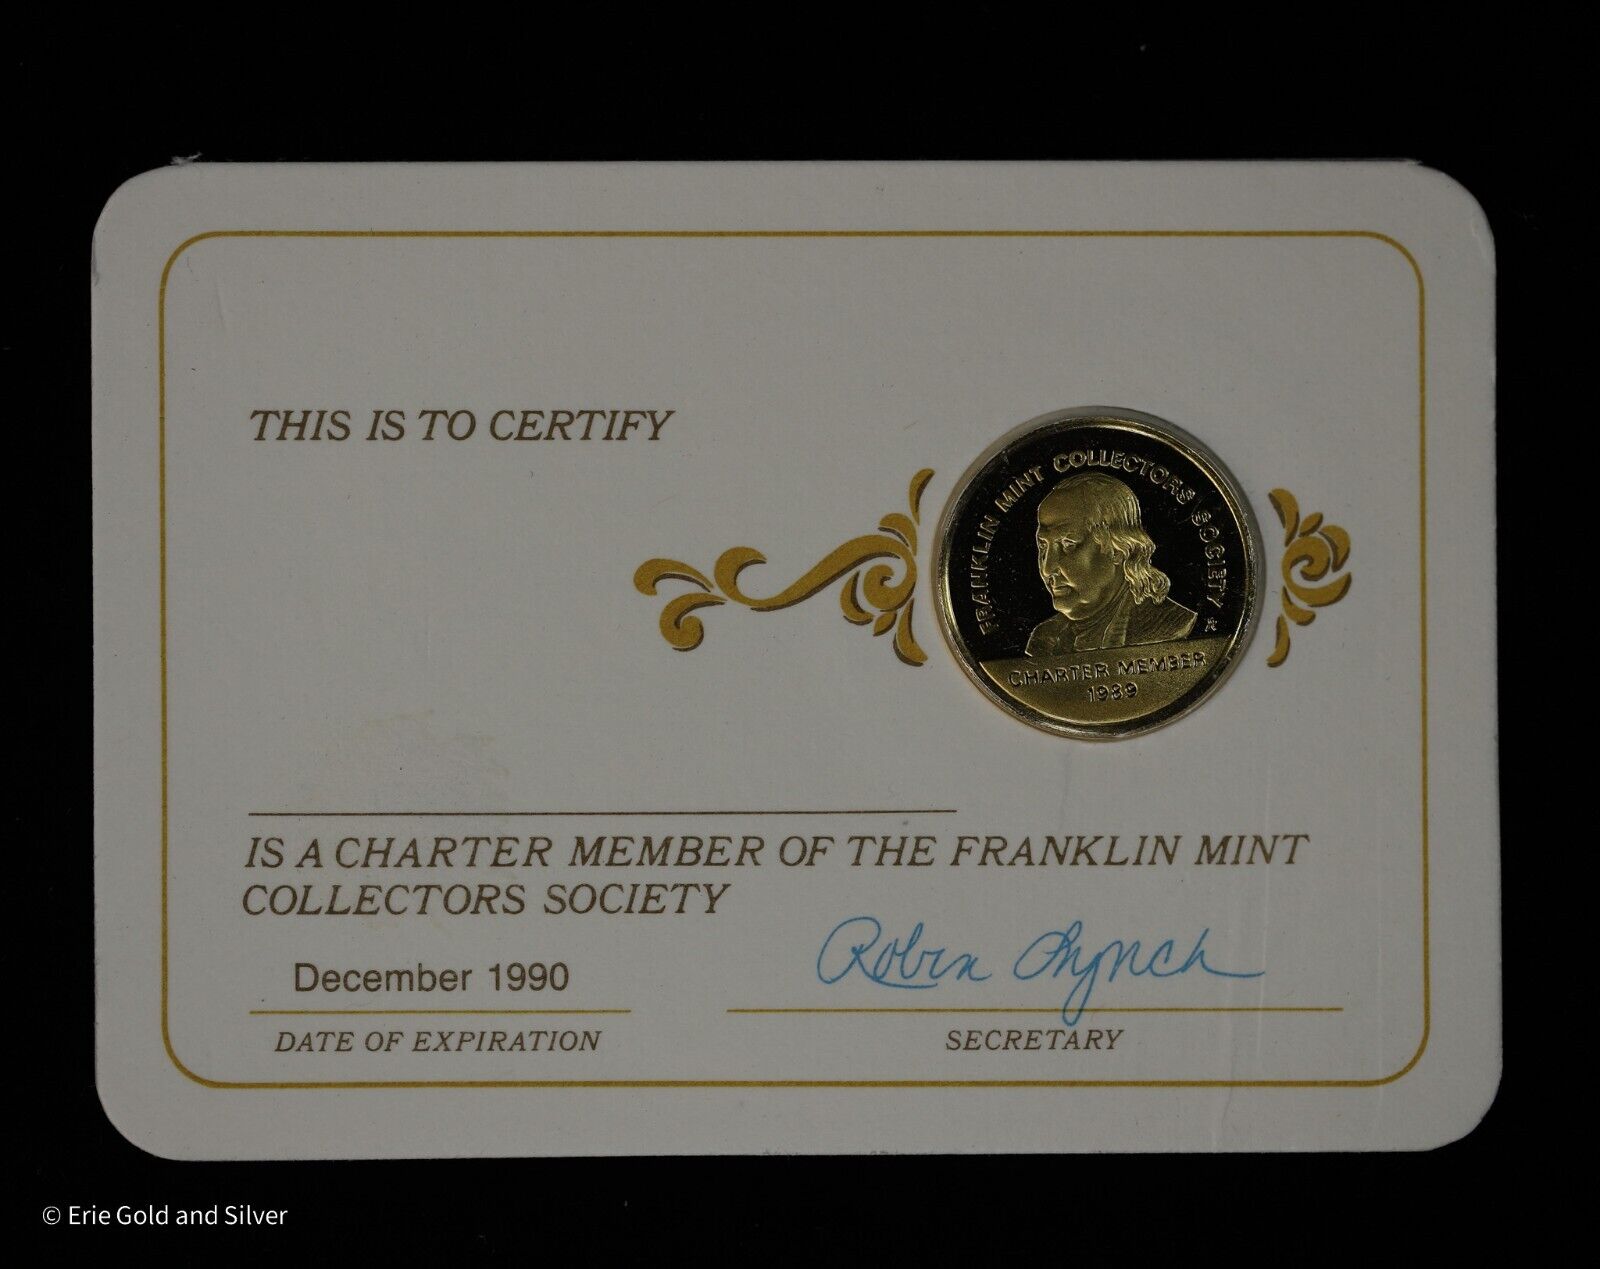 THIS IS TO CERTIFY
FRANKLIN MINT COLLECTORS SOCIETY
CHARTER MEMBER
1989
IS A CHARTER MEMBER OF THE FRANKLIN MINT
COLLECTORS SOCIETY
December 1990
Robin Lynch
DATE OF EXPIRATION
SECRETARY
© Erie Gold and Silver